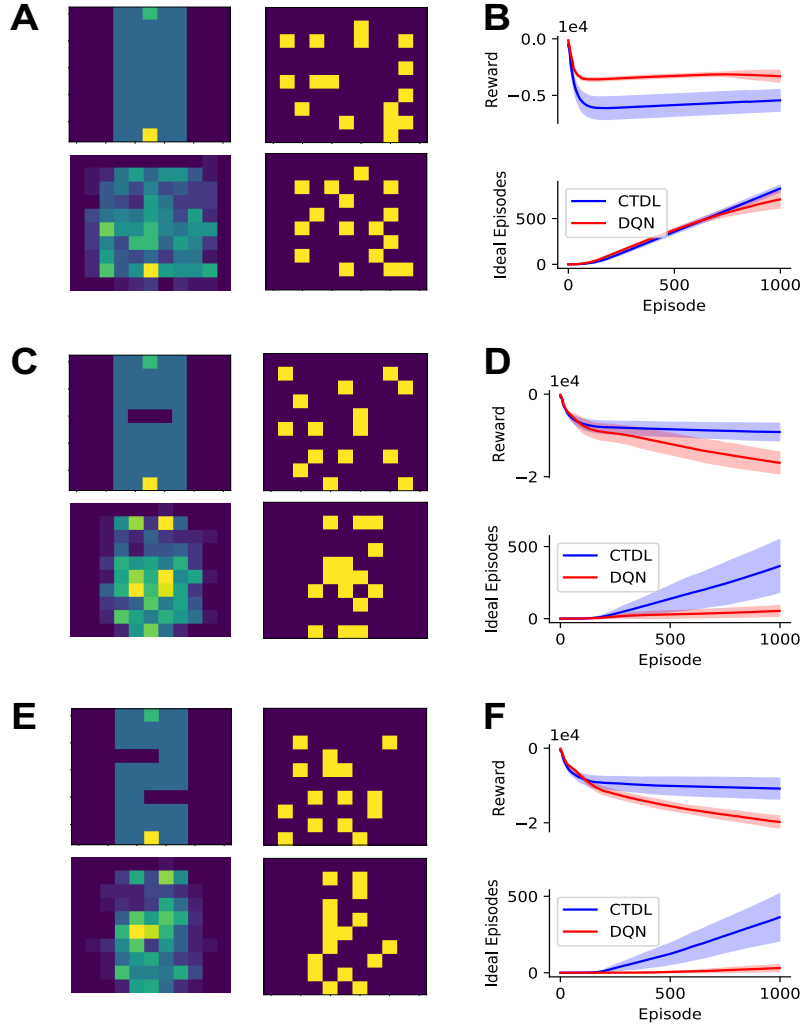 A
B
0.0
1e4
−0.5
Reward
500
0
Ideal Episodes
CTDL
DQN
0
500
1000
Episode
C
D
1e4
0
−2
Reward
500
0
Ideal Episodes
CTDL
DQN
0
500
1000
Episode
E
F
1e4
0
−2
Reward
500
0
Ideal Episodes
CTDL
DQN
0
500
1000
Episode